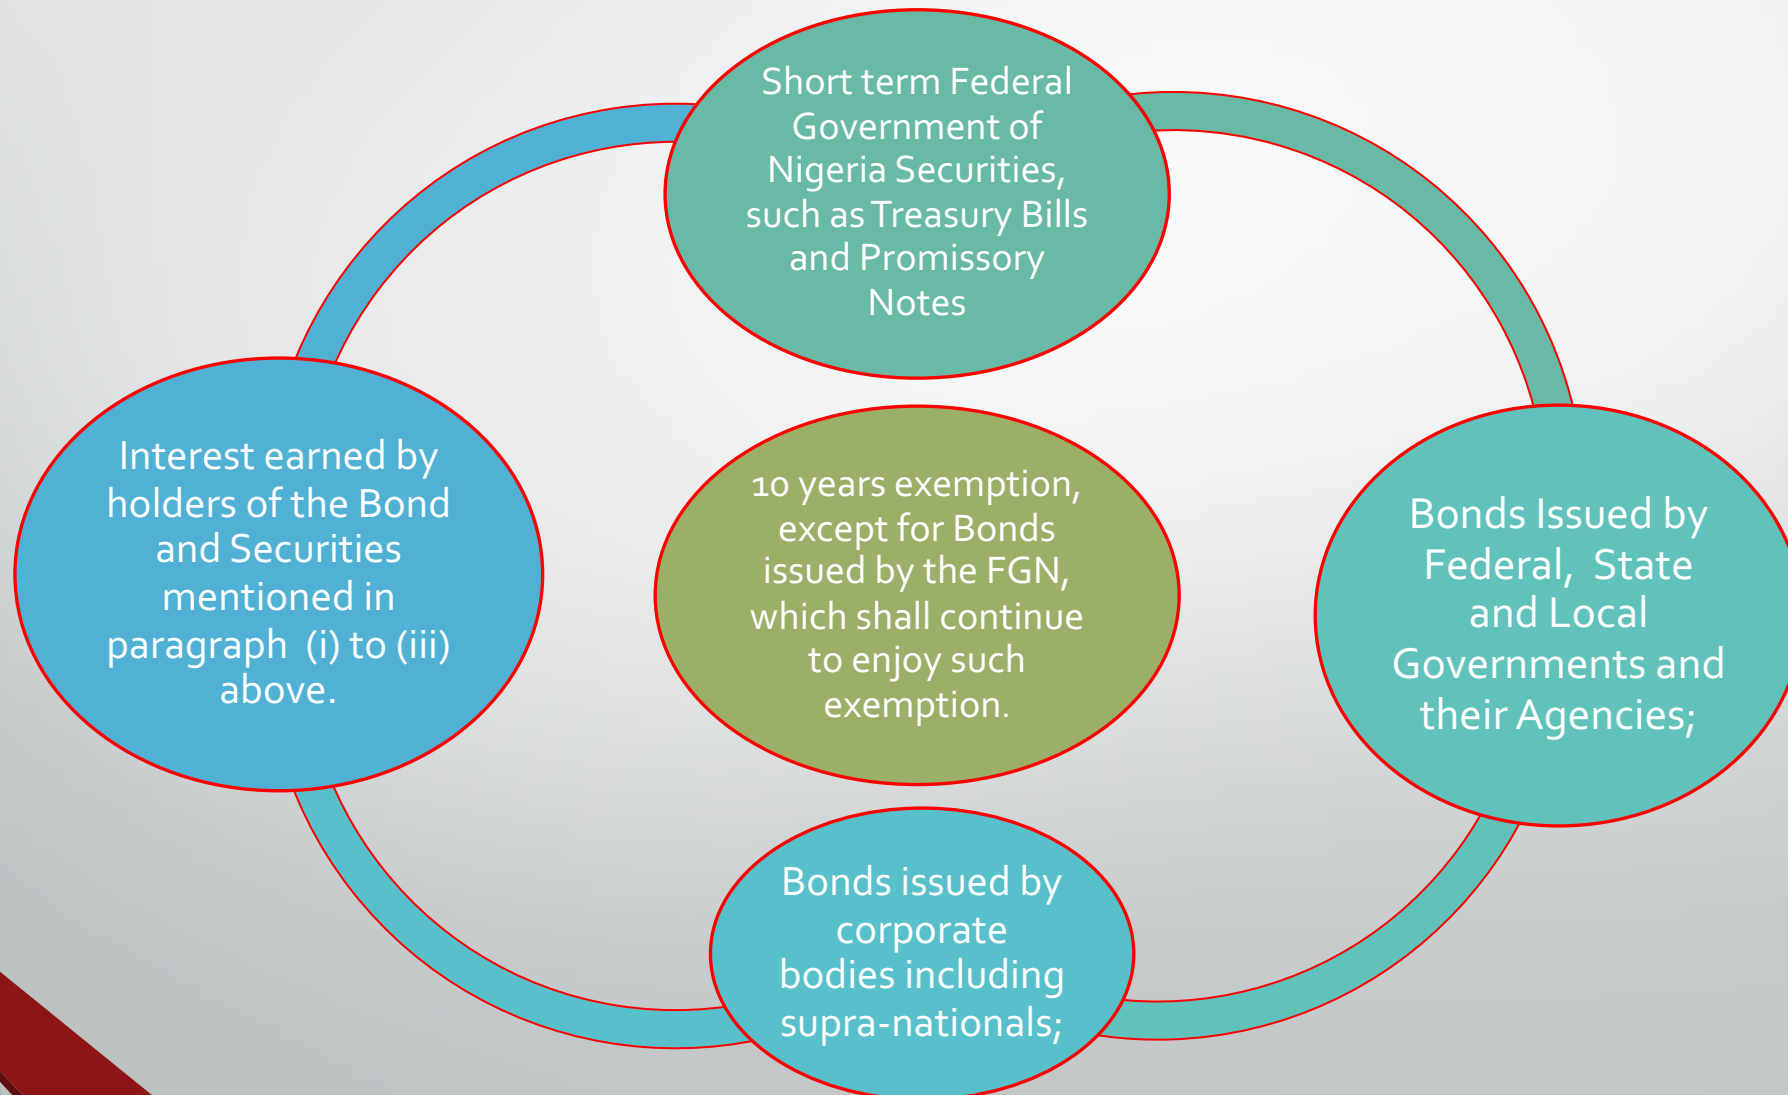 Short term Federal
Government of
Nigeria Securities,
such as Treasury Bills
and Promissory
Notes
Bonds Issued by
Federal, State
and Local
Governments and
their Agencies;
Bonds issued by
corporate
bodies including
supra-nationals;
Interest earned by
holders of the Bond
and Securities
mentioned in
paragraph (i) to (iii)
above.
10 years exemption,
except for Bonds
issued by the FGN,
which shall continue
to enjoy such
exemption.